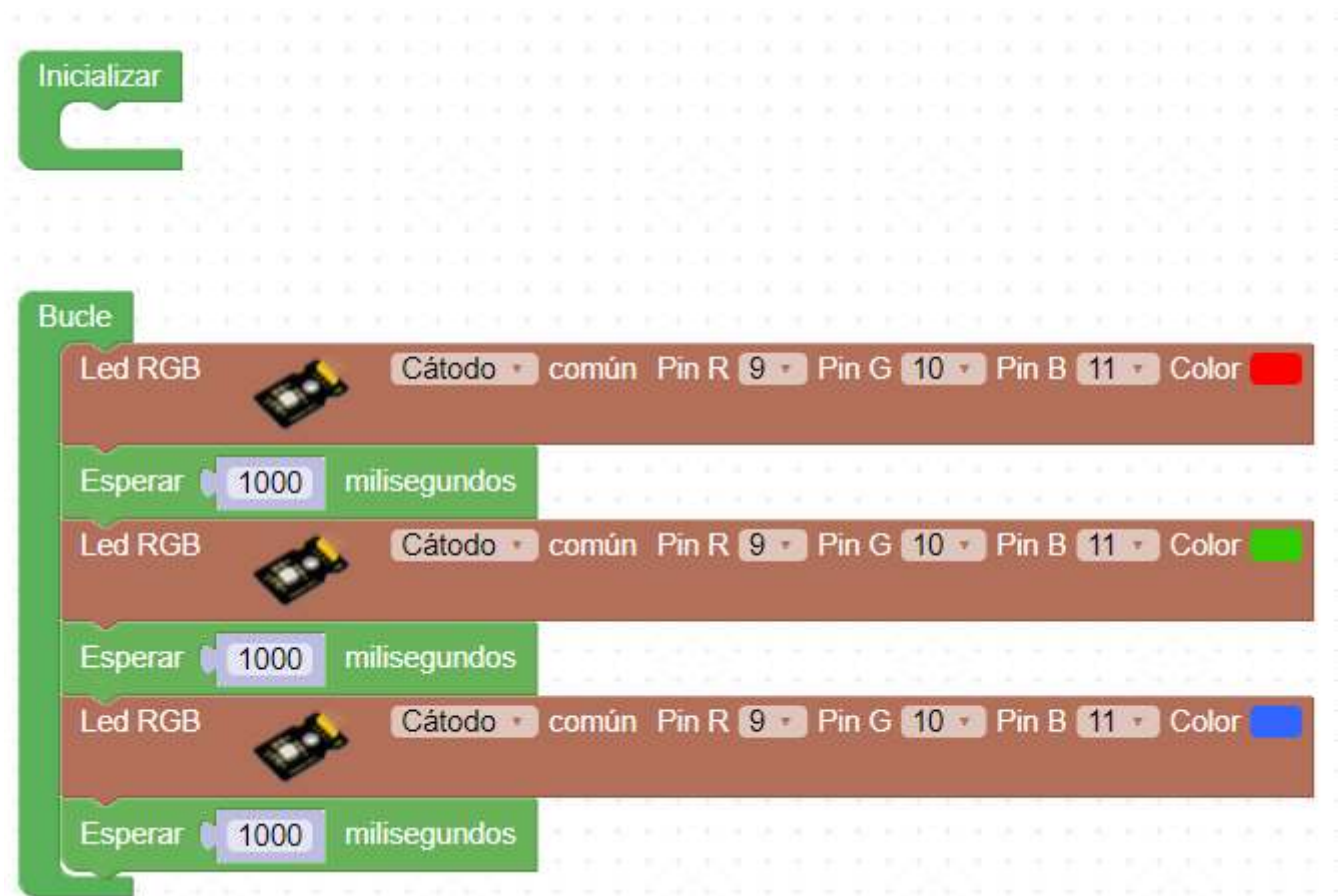 Inicializar
Bucle
Led RGB Cátodo común Pin R 9 Pin G 10 Pin B 11 Color
Esperar 1000 milisegundos
Led RGB Cátodo común Pin R 9 Pin G 10 Pin B 11 Color
Esperar 1000 milisegundos
Led RGB Cátodo común Pin R 9 Pin G 10 Pin B 11 Color
Esperar 1000 milisegundos